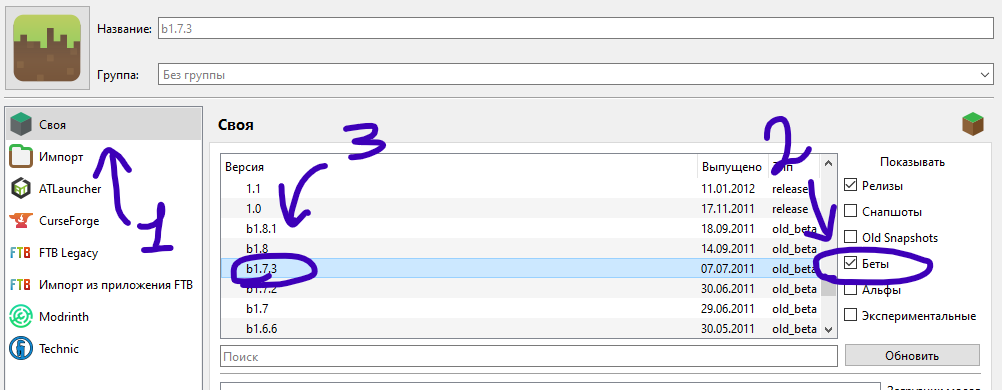 Название: b1.7.3
Группа: Без группы
Своя
Импорт
ATLauncher
CurseForge
FTB Legacy
Импорт из приложения FTB
Modrinth
Technic
1
Своя
3
2
Версия Выпущено Тип
1.1 11.01.2012 release
1.0 17.11.2011 release
b1.8.1 18.09.2011 old_beta
b1.8 14.09.2011 old_beta
b1.7.3 07.07.2011 old_beta
b1.7.2 30.06.2011 old_beta
b1.7 29.06.2011 old_beta
b1.6.6 30.05.2011 old_beta
Поиск
Показывать
Релизы
Снапшоты
Old Snapshots
Беты
Альфы
Экспериментальные
Обновить